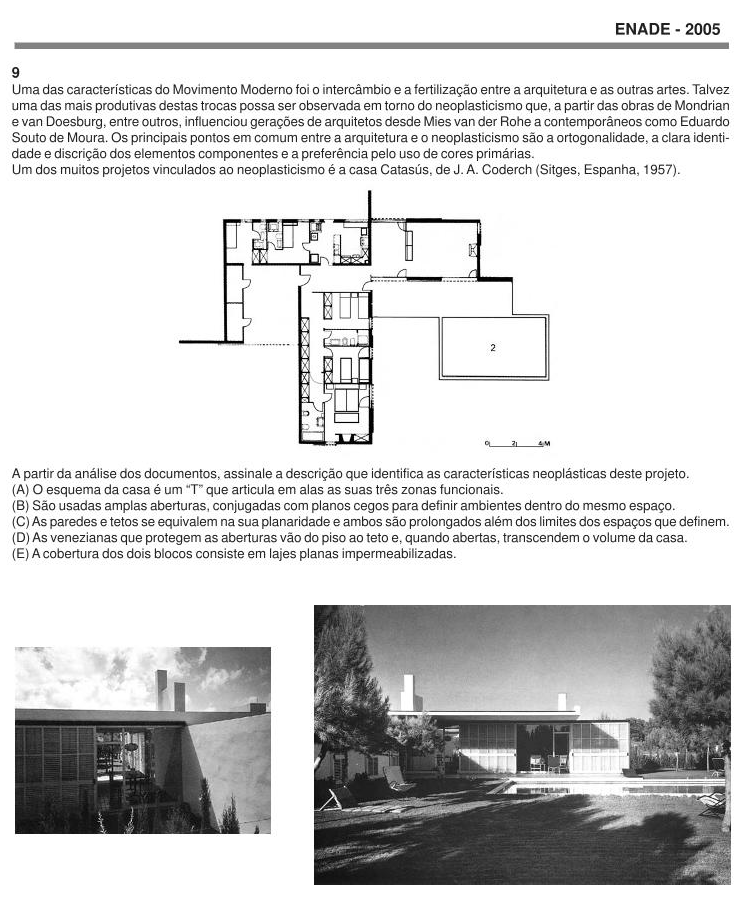 ENADE - 2005
9
Uma das características do Movimento Moderno foi o intercâmbio e a fertilização entre a arquitetura e as outras artes. Talvez
uma das mais produtivas destas trocas possa ser observada em torno do neoplasticismo que, a partir das obras de Mondrian
e van Doesburg, entre outros, influenciou gerações de arquitetos desde Mies van der Rohe a contemporâneos como Eduardo
Souto de Moura. Os principais pontos em comum entre a arquitetura e o neoplasticismo são a ortogonalidade, a clara identi-
dade e discrição dos elementos componentes e a preferência pelo uso de cores primárias.
Um dos muitos projetos vinculados ao neoplasticismo é a casa Catasús, de J. A. Coderch (Sitges, Espanha, 1957).
2
0 2 4M
A partir da análise dos documentos, assinale a descrição que identifica as características neoplásticas deste projeto.
(A) O esquema da casa é um “T” que articula em alas as suas três zonas funcionais.
(B) São usadas amplas aberturas, conjugadas com planos cegos para definir ambientes dentro do mesmo espaço.
(C) As paredes e tetos se equivalem na sua planaridade e ambos são prolongados além dos limites dos espaços que definem.
(D) As venezianas que protegem as aberturas vão do piso ao teto e, quando abertas, transcendem o volume da casa.
(E) A cobertura dos dois blocos consiste em lajes planas impermeabilizadas.